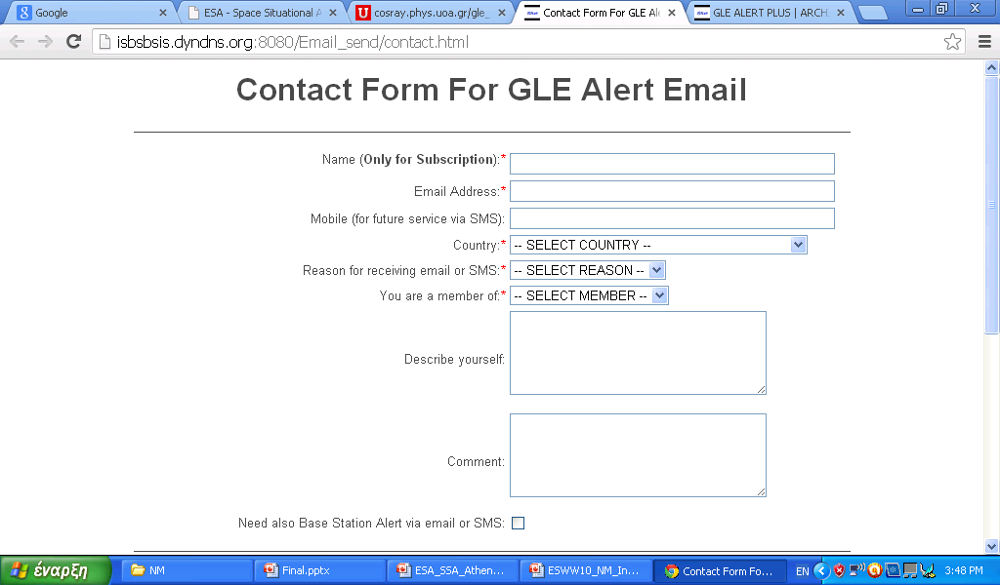 Google
ESA - Space Situational A
cosray.phys.uoa.gr/gle_
Contact Form For GLE Ale
GLE ALERT PLUS | ARCHI
isbsbsis.dyndns.org:8080/Email_send/contact.html
Contact Form For GLE Alert Email
Name (Only for Subscription):*
Email Address:*
Mobile (for future service via SMS):
Country:* -- SELECT COUNTRY --
Reason for receiving email or SMS:* -- SELECT REASON --
You are a member of:* -- SELECT MEMBER --
Describe yourself:
Comment:
Need also Base Station Alert via email or SMS:
έναρξη
NM
Final.pptx
ESA_SSA_Athen...
ESWW10_NM_In...
Contact Form Fo...
EN
3:48 PM